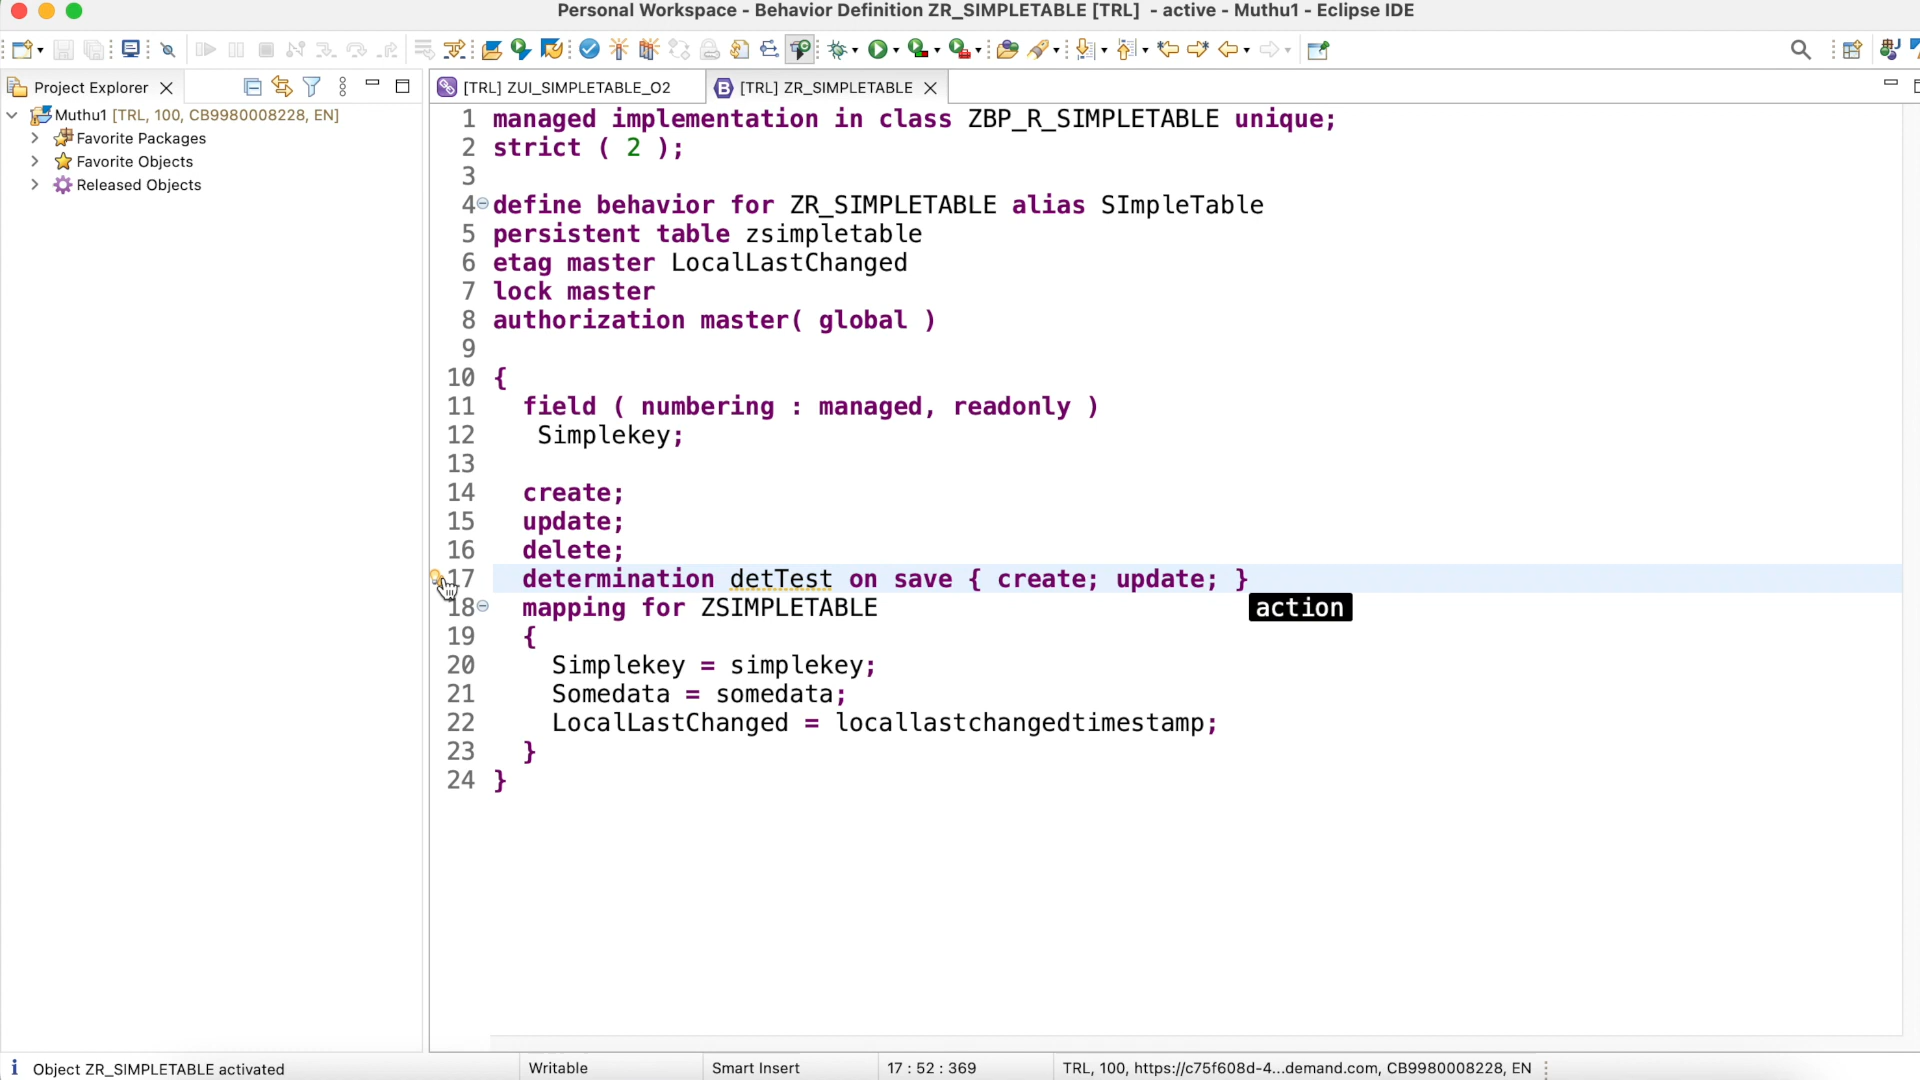 Personal Workspace - Behavior Definition ZR_SIMPLETABLE [TRL] - active - Muthu1 - Eclipse IDE
Project Explorer
[TRL] ZUI_SIMPLETABLE_O2
[TRL] ZR_SIMPLETABLE
Muthu1 [TRL, 100, CB9980008228, EN]
Favorite Packages
Favorite Objects
Released Objects
1 managed implementation in class ZBP_R_SIMPLETABLE unique;
2 strict ( 2 );
3
4 define behavior for ZR_SIMPLETABLE alias SImpleTable
5 persistent table zsimpletable
6 etag master LocalLastChanged
7 lock master
8 authorization master( global )
9
10 {
11 field ( numbering : managed, readonly )
12 Simplekey;
13
14 create;
15 update;
16 delete;
17 determination detTest on save { create; update; }
18 mapping for ZSIMPLETABLE
action
19 {
20 Simplekey = simplekey;
21 Somedata = somedata;
22 LocalLastChanged = locallastchangedtimestamp;
23 }
24 }
i Object ZR_SIMPLETABLE activated
Writable
Smart Insert
17 : 52 : 369
TRL, 100, https://c75f608d-4...demand.com, CB9980008228, EN